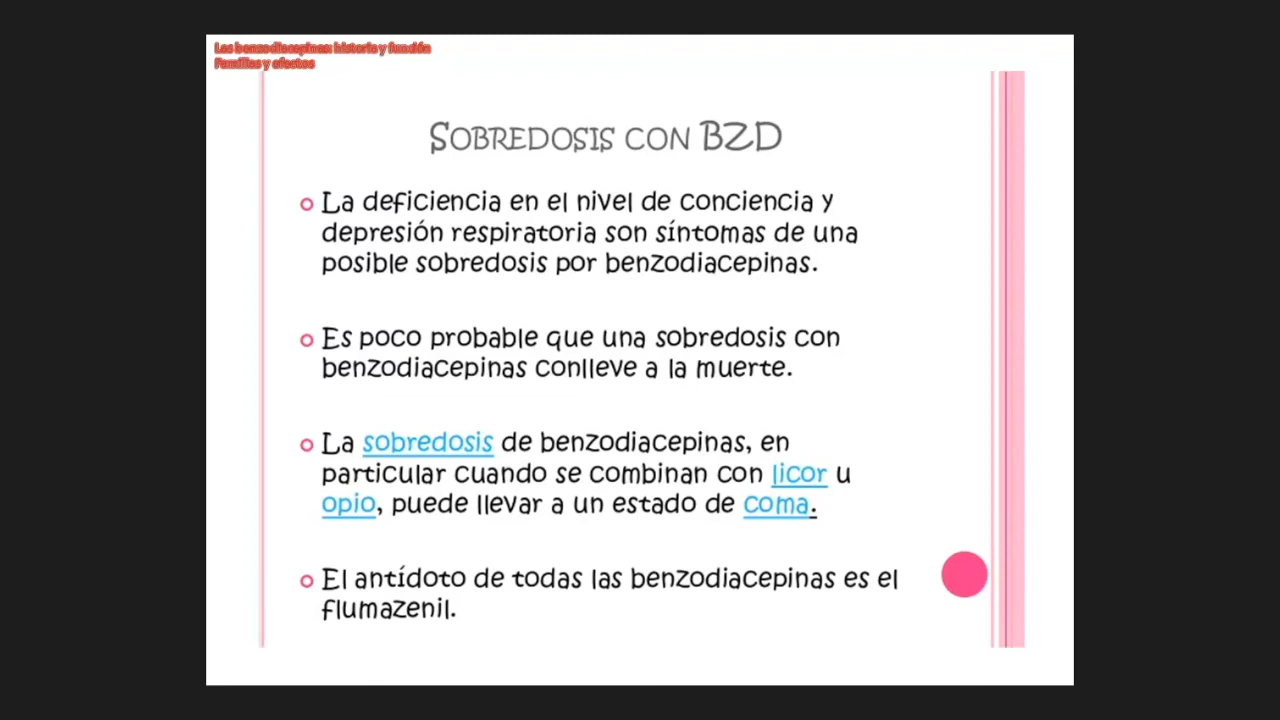 Las benzodiacepinas: historia y función
Familias y efectos
SOBREDOSIS CON BZD
La deficiencia en el nivel de conciencia y
depresión respiratoria son síntomas de una
posible sobredosis por benzodiacepinas.
Es poco probable que una sobredosis con
benzodiacepinas conlleve a la muerte.
La sobredosis de benzodiacepinas, en
particular cuando se combinan con licor u
opio, puede llevar a un estado de coma.
El antídoto de todas las benzodiacepinas es el
flumazenil.